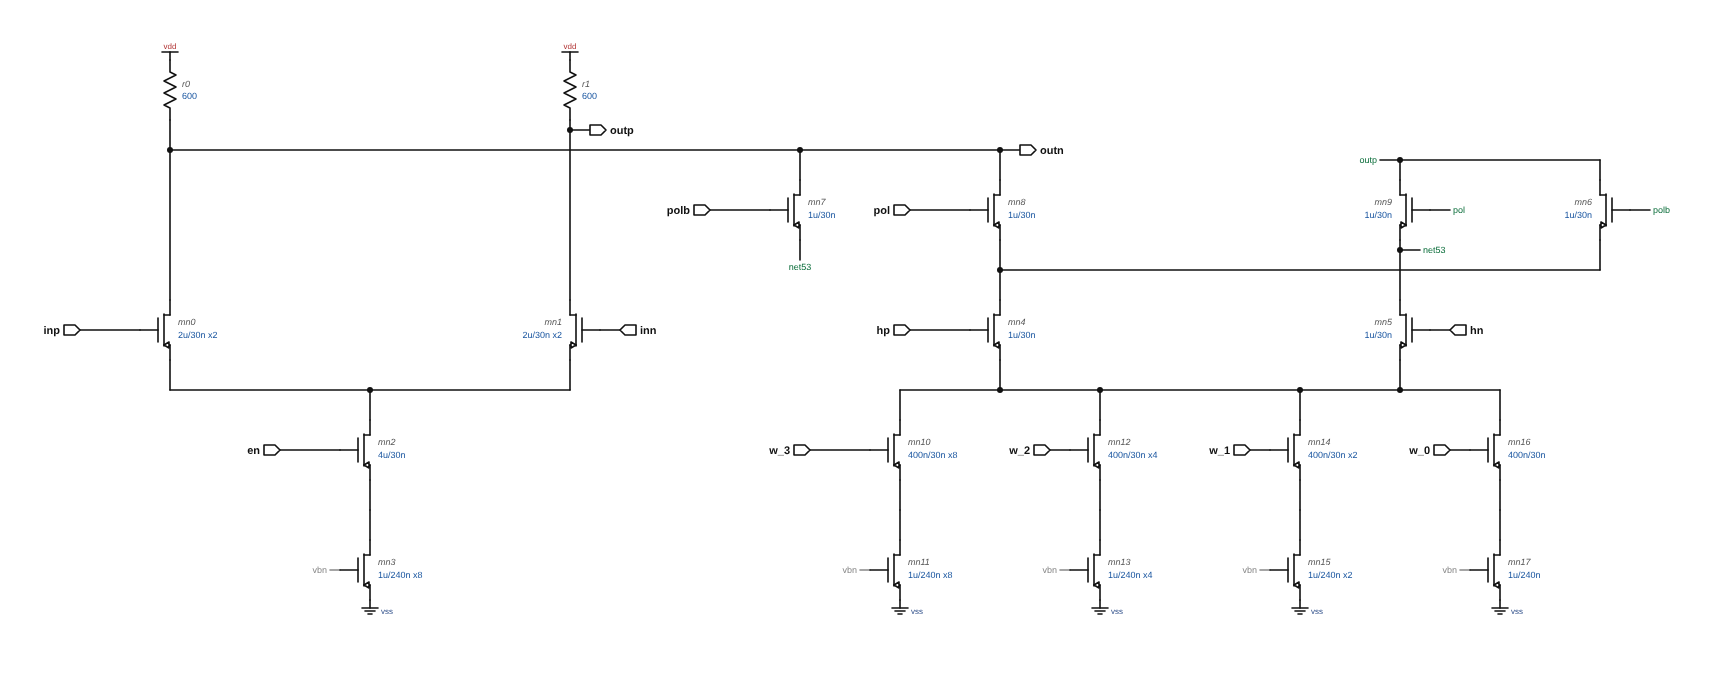 vdd
vdd
r0
600
r1
600
outp
outn
outp
polb
mn7
1u/30n
pol
mn8
1u/30n
mn9
1u/30n
pol
mn6
1u/30n
polb
net53
net53
inp
mn0
2u/30n x2
mn1
2u/30n x2
inn
hp
mn4
1u/30n
mn5
1u/30n
hn
en
mn2
4u/30n
w_3
mn10
400n/30n x8
w_2
mn12
400n/30n x4
w_1
mn14
400n/30n x2
w_0
mn16
400n/30n
vbn
mn3
1u/240n x8
vbn
mn11
1u/240n x8
vbn
mn13
1u/240n x4
vbn
mn15
1u/240n x2
vbn
mn17
1u/240n
vss
vss
vss
vss
vss